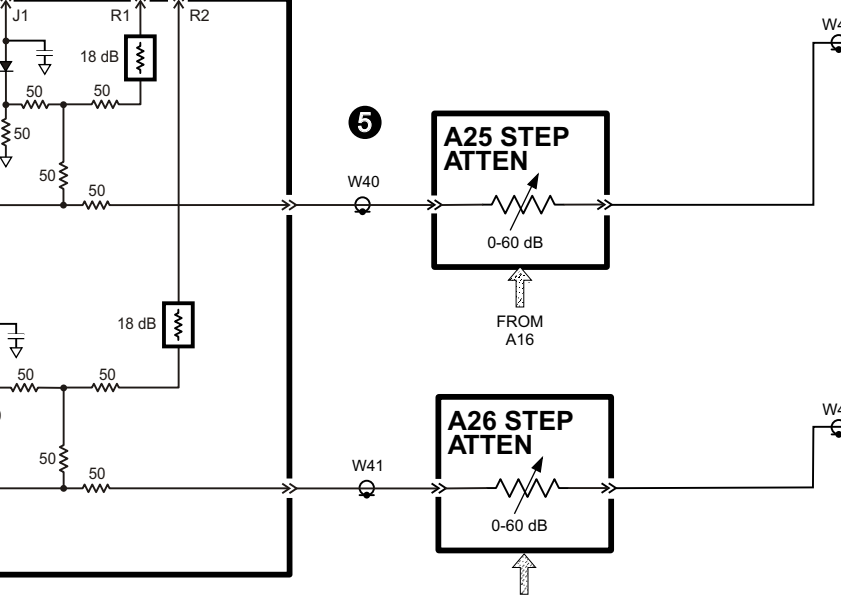 J1
R1
R2
W4
18 dB
50
50
50
5
A25 STEP
ATTEN
50
W40
50
0-60 dB
FROM
A16
18 dB
50
50
W4
A26 STEP
ATTEN
50
50
W41
0-60 dB